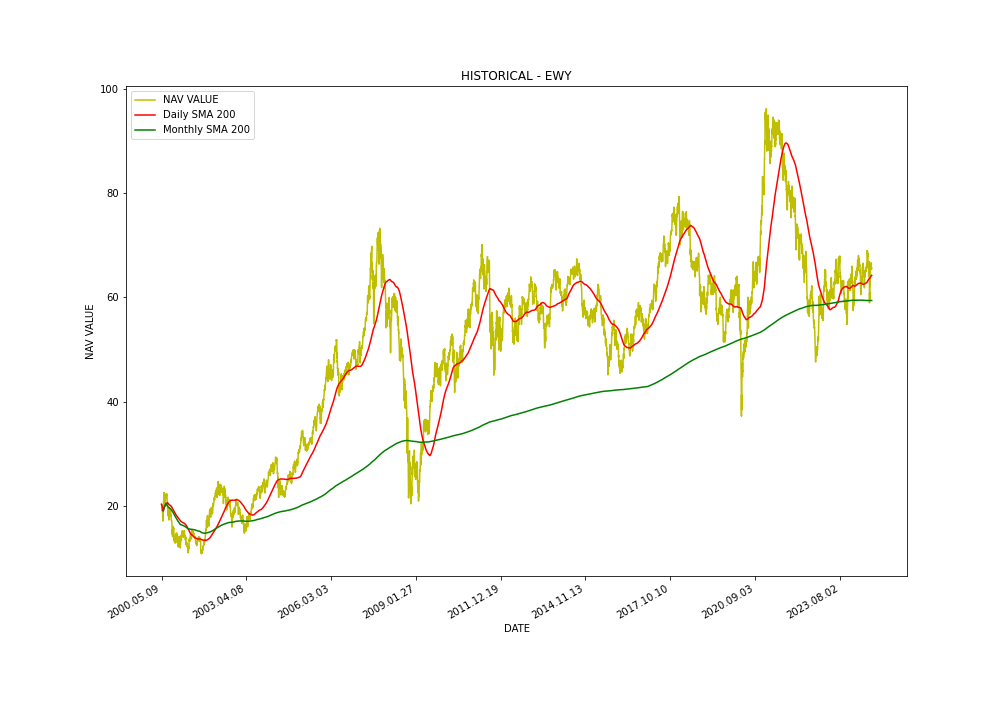 HISTORICAL - EWY
NAV VALUE
Daily SMA 200
Monthly SMA 200
100
80
60
40
20
NAV VALUE
2000.05.09
2003.04.08
2006.03.03
2009.01.27
2011.12.19
2014.11.13
2017.10.10
2020.09.03
2023.08.02
DATE